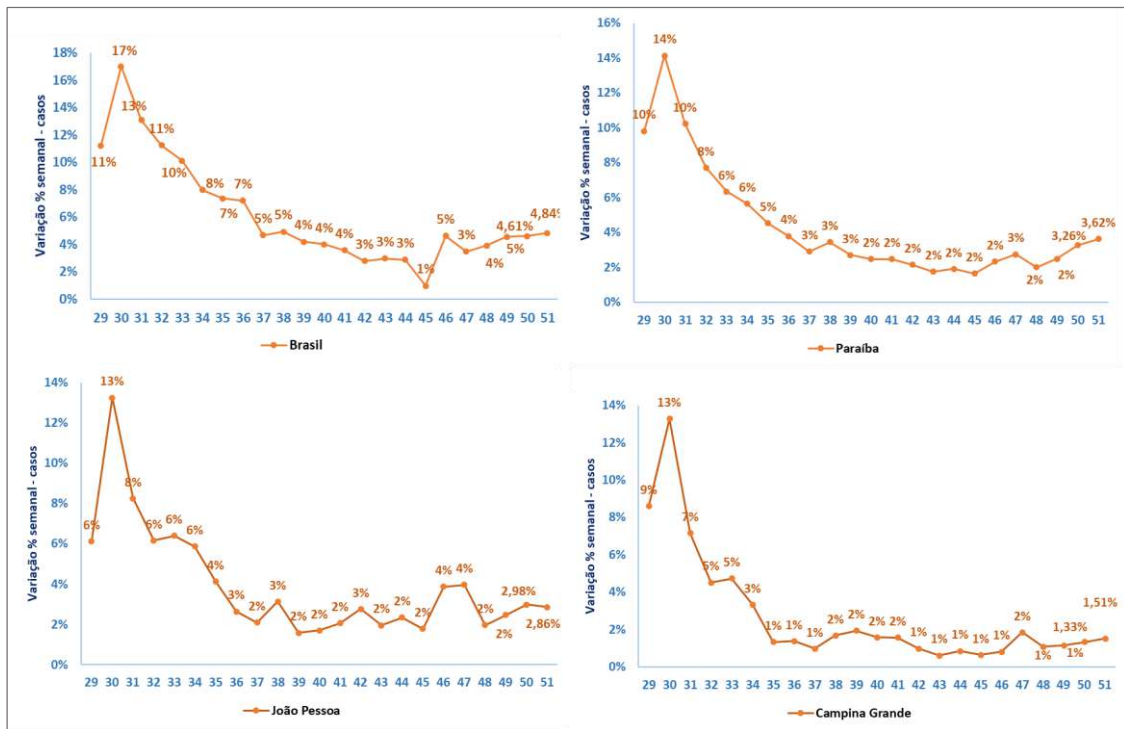 Variação % semanal - casos
18%
16%
14%
12%
10%
8%
6%
4%
2%
0%
11% 17% 13% 11% 10% 8% 8% 7% 7% 5% 5% 4% 4% 4% 3% 3% 3% 1% 5% 3% 4% 4,61% 5% 4,84%
29 30 31 32 33 34 35 36 37 38 39 40 41 42 43 44 45 46 47 48 49 50 51
Brasil
Variação % semanal - casos
16%
14%
12%
10%
8%
6%
4%
2%
0%
10% 14% 10% 8% 6% 6% 5% 4% 3% 3% 3% 2% 2% 2% 2% 2% 2% 2% 3% 2% 2% 3,26% 3,62%
29 30 31 32 33 34 35 36 37 38 39 40 41 42 43 44 45 46 47 48 49 50 51
Paraíba
Variação % semanal - casos
14%
12%
10%
8%
6%
4%
2%
0%
6% 13% 8% 6% 6% 6% 4% 3% 2% 3% 2% 2% 2% 3% 2% 2% 2% 4% 4% 2% 2% 2,98% 2,86%
29 30 31 32 33 34 35 36 37 38 39 40 41 42 43 44 45 46 47 48 49 50 51
João Pessoa
Variação % semanal - casos
14%
12%
10%
8%
6%
4%
2%
0%
9% 13% 7% 5% 5% 3% 1% 1% 1% 2% 2% 2% 2% 1% 1% 1% 1% 1% 2% 1% 1% 1,33% 1,51%
29 30 31 32 33 34 35 36 37 38 39 40 41 42 43 44 45 46 47 48 49 50 51
Campina Grande